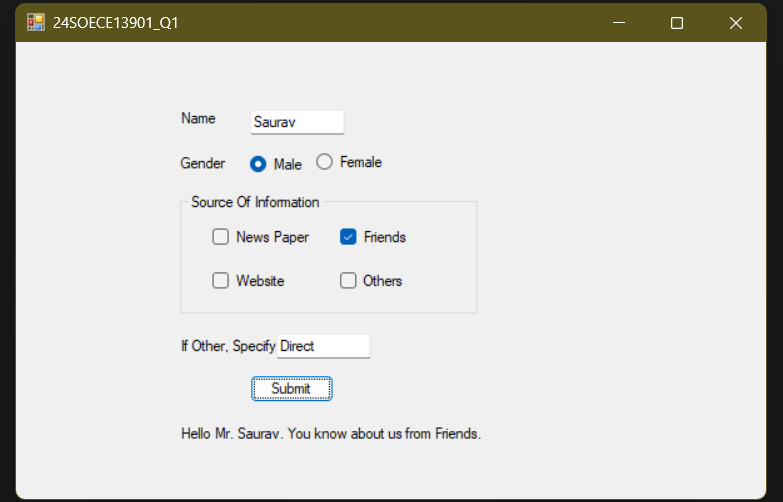 24SOECE13901_Q1
Name Saurav
Gender Male Female
Source Of Information
News Paper Friends
Website Others
If Other, Specify Direct
Submit
Hello Mr. Saurav. You know about us from Friends.